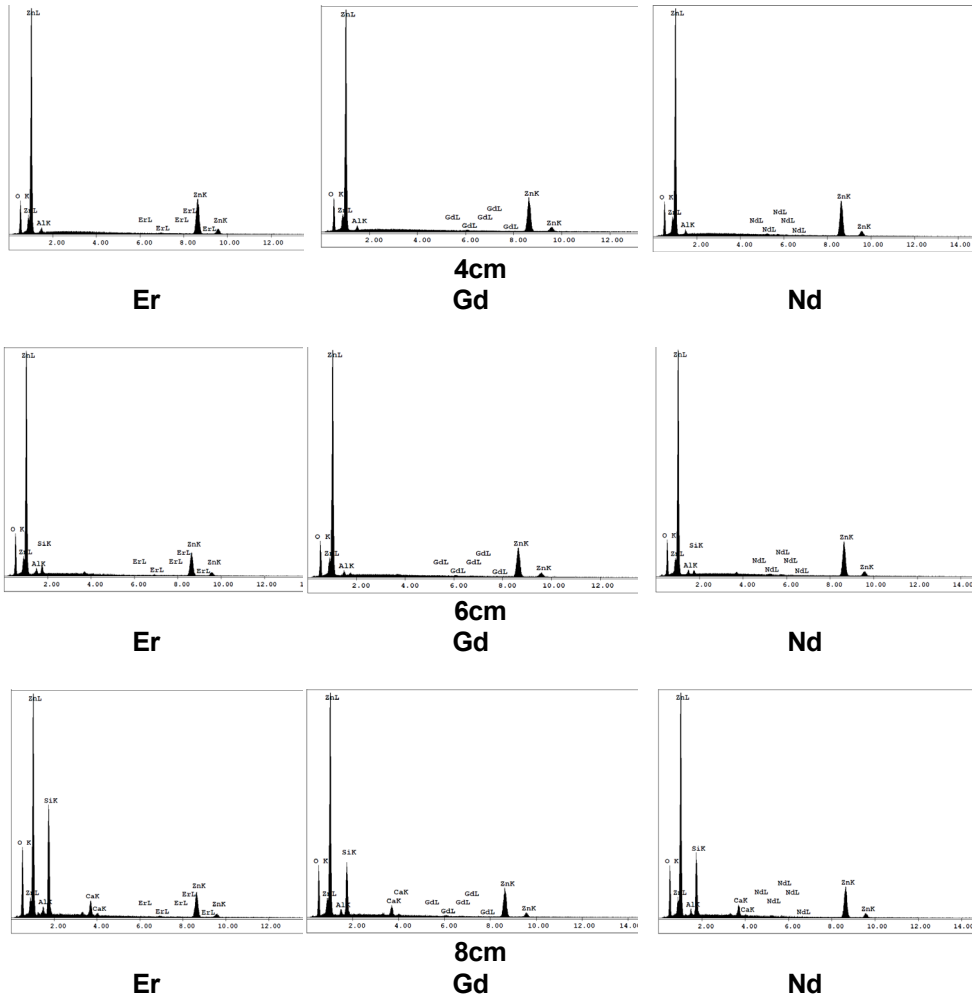 ZnL ZnL ZnL
O K ZnL AlK ErL ErL ErL ErL ZnK ErL ZnK
2.00 4.00 6.00 8.00 10.00 12.00
O K ZnL AlK GdL GdL GdL GdL GdL ZnK ZnK
2.00 4.00 6.00 8.00 10.00 12.00 14.0
O K ZnL AlK NdL NdL NdL NdL NdL ZnK ZnK
2.00 4.00 6.00 8.00 10.00 12.00 14.00
4cm
Er Gd Nd
ZnL ZnL ZnL
O K ZnL AlK SiK ErL ErL ErL ErL ZnK ErL ZnK
2.00 4.00 6.00 8.00 10.00 12.00
O K ZnL AlK GdL GdL GdL GdL GdL ZnK ZnK
2.00 4.00 6.00 8.00 10.00 12.00 14.0
O K ZnL AlK SiK NdL NdL NdL NdL NdL ZnK ZnK
2.00 4.00 6.00 8.00 10.00 12.00 14.00
6cm
Er Gd Nd
ZnL ZnL ZnL
O K ZnL AlK SiK CaK CaK ErL ErL ErL ErL ZnK ErL ZnK
2.00 4.00 6.00 8.00 10.00 12.00
O K ZnL AlK SiK CaK CaK GdL GdL GdL GdL GdL ZnK ZnK
2.00 4.00 6.00 8.00 10.00 12.00 14.0
O K ZnL AlK SiK CaK CaK NdL NdL NdL NdL NdL ZnK ZnK
2.00 4.00 6.00 8.00 10.00 12.00 14.00
8cm
Er Gd Nd